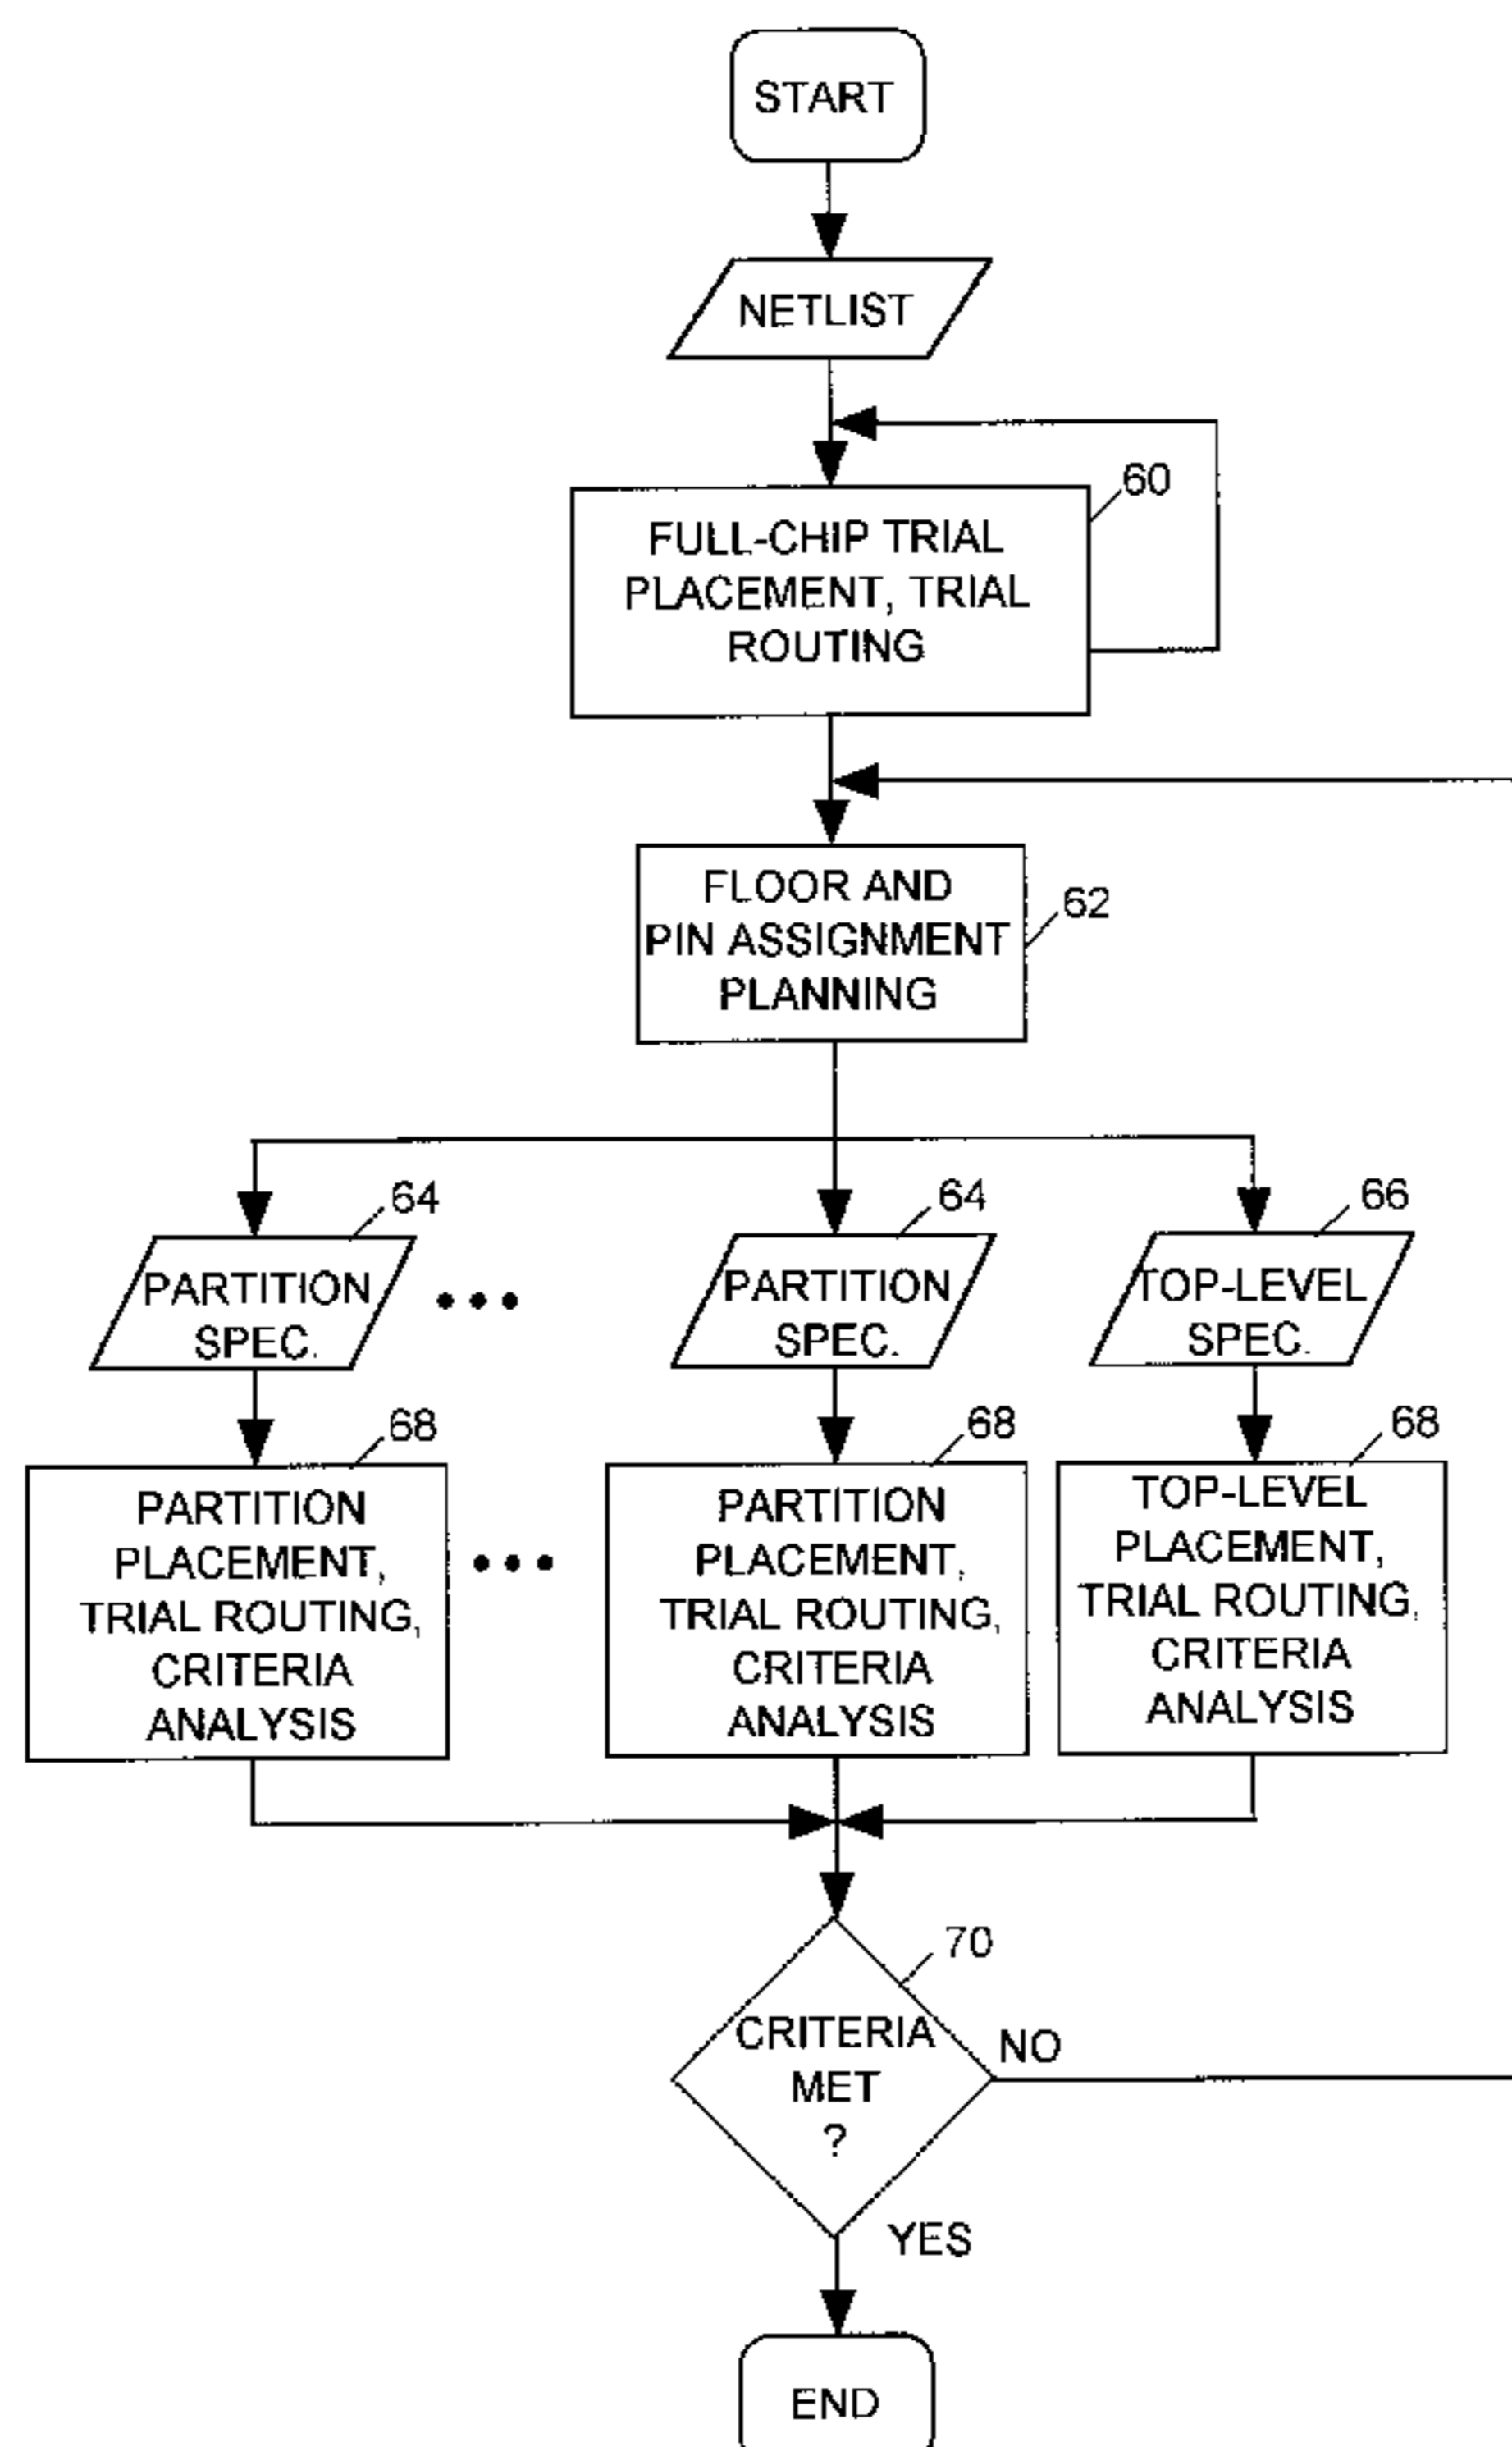 START
NETLIST
60
FULL-CHIP TRIAL
PLACEMENT, TRIAL
ROUTING
62
FLOOR AND
PIN ASSIGNMENT
PLANNING
64
PARTITION
SPEC.
64
PARTITION
SPEC.
66
TOP-LEVEL
SPEC.
68
PARTITION
PLACEMENT,
TRIAL ROUTING,
CRITERIA
ANALYSIS
68
PARTITION
PLACEMENT,
TRIAL ROUTING,
CRITERIA
ANALYSIS
68
TOP-LEVEL
PLACEMENT,
TRIAL ROUTING,
CRITERIA
ANALYSIS
70
CRITERIA
MET
?
NO
YES
END